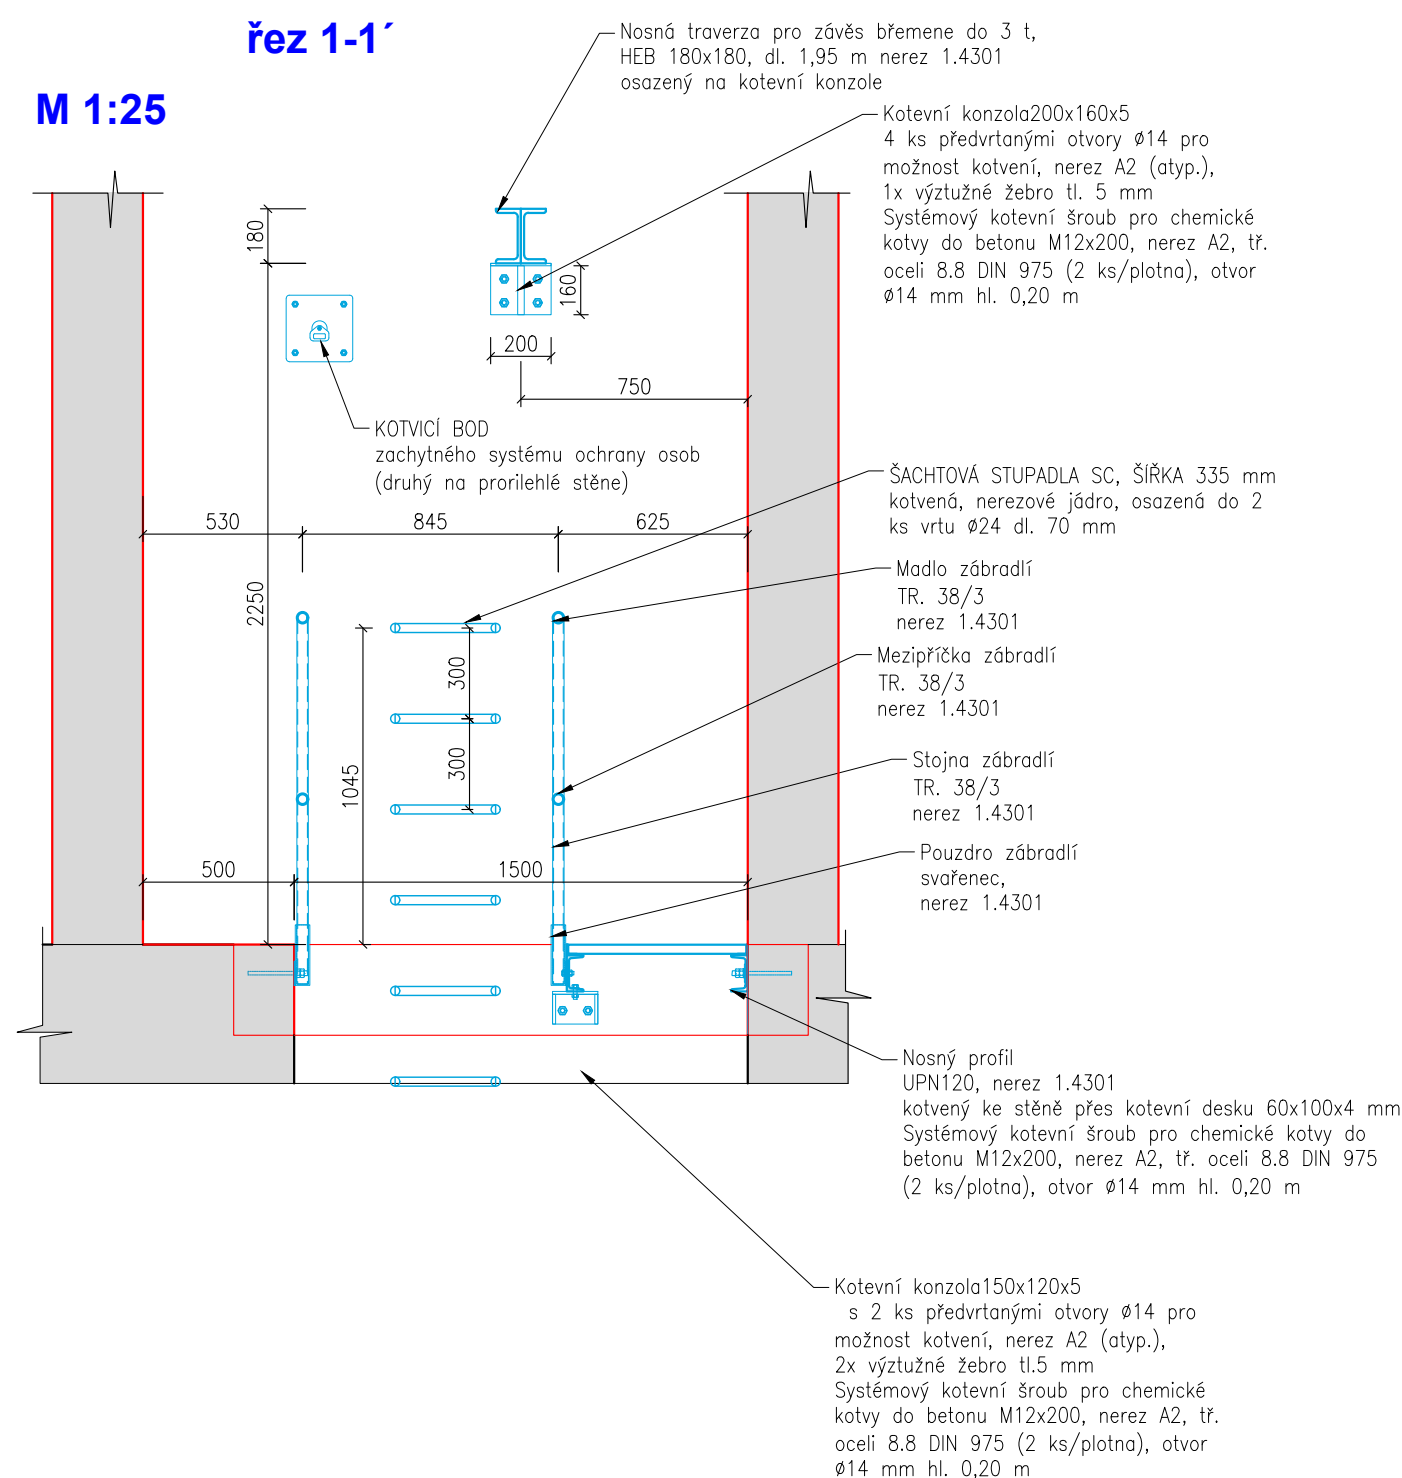 řez 1-1´
M 1:25
Nosná traverza pro závěs břemene do 3 t,
HEB 180x180, dl. 1,95 m nerez 1.4301
osazený na kotevní konzole
Kotevní konzola200x160x5
4 ks předvrtanými otvory ø14 pro
možnost kotvení, nerez A2 (atyp.),
1x výztužné žebro tl. 5 mm
Systémový kotevní šroub pro chemické
kotvy do betonu M12x200, nerez A2, tř.
oceli 8.8 DIN 975 (2 ks/plotna), otvor
ø14 mm hl. 0,20 m
180
160
200
750
KOTVICÍ BOD
zachytného systému ochrany osob
(druhý na prorilehlé stěne)
ŠACHTOVÁ STUPADLA SC, ŠÍŘKA 335 mm
kotvená, nerezové jádro, osazená do 2
ks vrtu ø24 dl. 70 mm
530
845
625
2250
Madlo zábradlí
TR. 38/3
nerez 1.4301
Mezipříčka zábradlí
TR. 38/3
nerez 1.4301
300
300
1045
Stojna zábradlí
TR. 38/3
nerez 1.4301
Pouzdro zábradlí
svařenec,
nerez 1.4301
500
1500
Nosný profil
UPN120, nerez 1.4301
kotvený ke stěně přes kotevní desku 60x100x4 mm
Systémový kotevní šroub pro chemické kotvy do
betonu M12x200, nerez A2, tř. oceli 8.8 DIN 975
(2 ks/plotna), otvor ø14 mm hl. 0,20 m
Kotevní konzola150x120x5
s 2 ks předvrtanými otvory ø14 pro
možnost kotvení, nerez A2 (atyp.),
2x výztužné žebro tl.5 mm
Systémový kotevní šroub pro chemické
kotvy do betonu M12x200, nerez A2, tř.
oceli 8.8 DIN 975 (2 ks/plotna), otvor
ø14 mm hl. 0,20 m